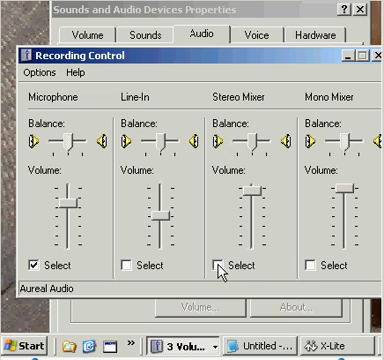 Sounds and Audio Devices Properties
Volume Sounds Audio Voice Hardware
Recording Control
Options Help
Microphone Line-In Stereo Mixer Mono Mixer
Balance: Balance: Balance: Balance:
Volume: Volume: Volume: Volume:
Select Select Select Select
Aureal Audio
Volume... About...
Start » 3 Volu... Untitled -... X-Lite